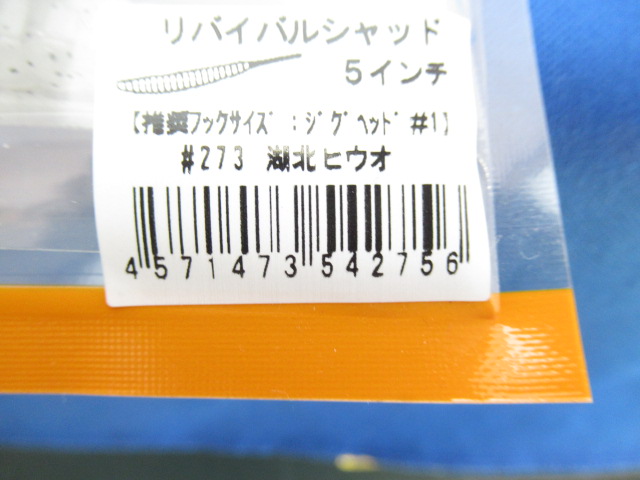 リバイバルシャッド
5インチ
【推奨フックサイズ:ジグヘッド#1】
#273 湖北ヒウオ
4571473542756